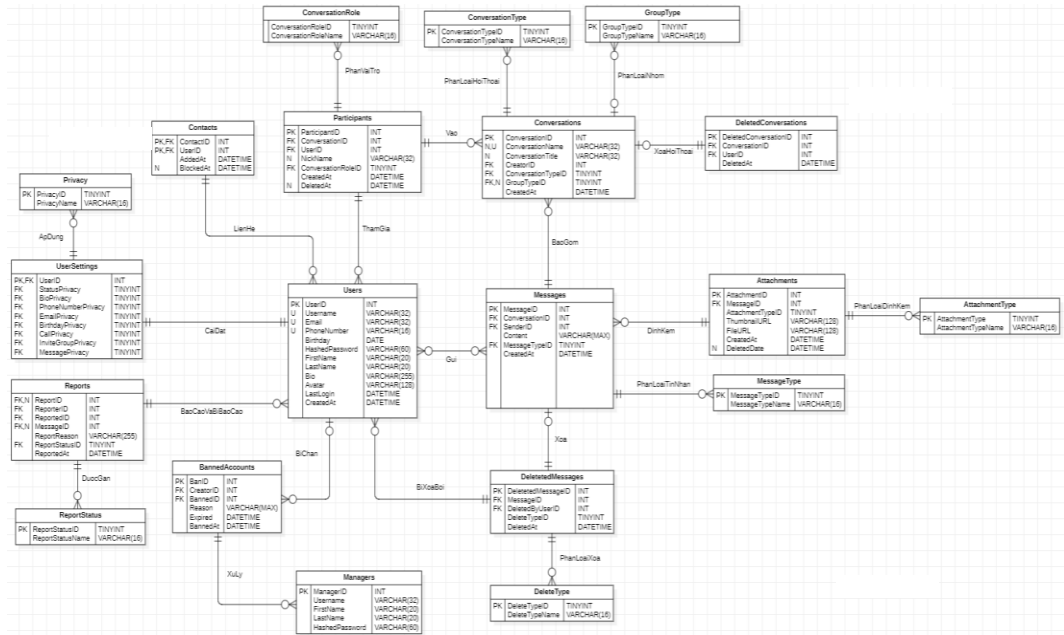 ConversationRole
ConversationRoleID TINYINT
ConversationRoleName VARCHAR(16)
ConversationType
PK ConversationTypeID TINYINT
ConversationTypeName VARCHAR(16)
GroupType
PK GroupTypeID TINYINT
GroupTypeName VARCHAR(16)
PhanVaiTro
PhanLoaiHoiThoai
PhanLoaiNhom
Contacts
PK,FK ContactID INT
PK,FK UserID INT
AddedAt DATETIME
N BlockedAt DATETIME
Participants
PK ParticipantID INT
FK ConversationID INT
FK UserID INT
N NickName VARCHAR(32)
FK ConversationRoleID TINYINT
CreatedAt DATETIME
N DeletedAt DATETIME
Vao
Conversations
PK ConversationID INT
N,U ConversationName VARCHAR(32)
N ConversationTitle VARCHAR(32)
FK CreatorID INT
FK ConversationTypeID TINYINT
FK,N GroupTypeID TINYINT
CreatedAt DATETIME
XoaHoiThoai
DeletedConversations
PK DeletedConversationID INT
FK ConversationID INT
FK UserID INT
DeletedAt DATETIME
Privacy
PK PrivacyID TINYINT
PrivacyName VARCHAR(16)
ApDung
LienHe
ThamGia
BaoGom
UserSettings
PK,FK UserID INT
FK StatusPrivacy TINYINT
FK BioPrivacy TINYINT
FK PhoneNumberPrivacy TINYINT
FK EmailPrivacy TINYINT
FK BirthdayPrivacy TINYINT
FK CallPrivacy TINYINT
FK InviteGroupPrivacy TINYINT
FK MessagePrivacy TINYINT
CaiDat
Users
PK UserID INT
U Username VARCHAR(32)
U Email VARCHAR(32)
U PhoneNumber VARCHAR(16)
Birthday DATE
HashedPassword VARCHAR(60)
FirstName VARCHAR(20)
LastName VARCHAR(20)
Bio VARCHAR(255)
Avatar VARCHAR(128)
LastLogin DATETIME
CreatedAt DATETIME
Gui
Messages
PK MessageID INT
FK ConversationID INT
FK SenderID INT
Content VARCHAR(MAX)
FK MessageTypeID TINYINT
CreatedAt DATETIME
DinhKem
Attachments
PK AttachmentID INT
FK MessageID INT
AttachmentTypeID TINYINT
ThumbnailURL VARCHAR(128)
FileURL VARCHAR(128)
CreatedAt DATETIME
N DeletedDate DATETIME
PhanLoaiDinhKem
AttachmentType
PK AttachmentType TINYINT
AttachmentTypeName VARCHAR(16)
PhanLoaiTinNhan
MessageType
PK MessageTypeID TINYINT
MessageTypeName VARCHAR(16)
Reports
FK,N ReportID INT
FK ReporterID INT
FK ReportedID INT
FK,N MessageID INT
ReportReason VARCHAR(255)
FK ReportStatusID TINYINT
ReportedAt DATETIME
BaoCaoVaBiBaoCao
DuocGan
ReportStatus
PK ReportStatusID TINYINT
ReportStatusName VARCHAR(16)
BiChan
BannedAccounts
PK BanID INT
FK CreatorID INT
FK BannedID INT
Reason VARCHAR(MAX)
Expired DATETIME
BannedAt DATETIME
BiXoaBoi
Xoa
DeletetedMessages
PK DeletetedMessageID INT
FK MessageID INT
FK DeletedByUserID INT
DeleteTypeID TINYINT
DeletedAt DATETIME
XuLy
PhanLoaiXoa
Managers
PK ManagerID INT
Username VARCHAR(32)
FirstName VARCHAR(20)
LastName VARCHAR(20)
HashedPassword VARCHAR(60)
DeleteType
PK DeleteTypeID TINYINT
DeleteTypeName VARCHAR(16)